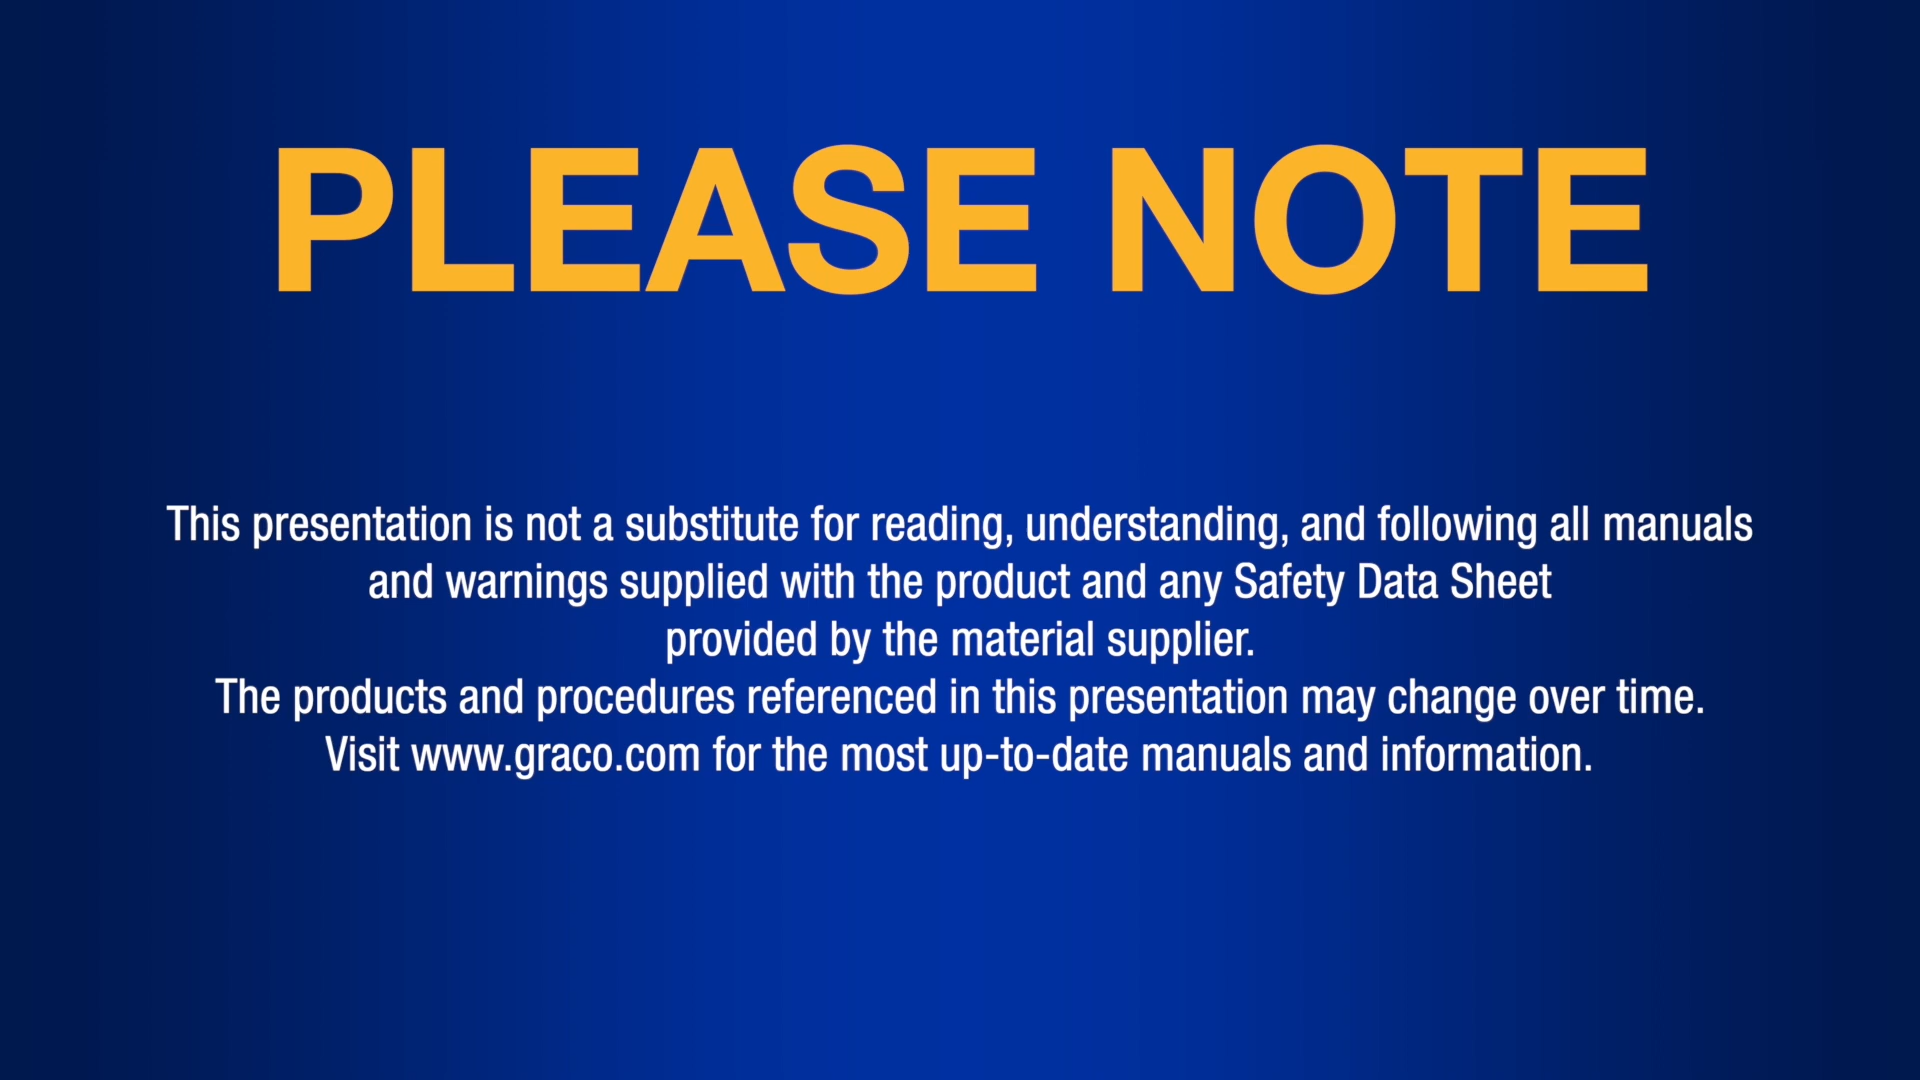 PLEASE NOTE
This presentation is not a substitute for reading, understanding, and following all manuals
and warnings supplied with the product and any Safety Data Sheet
provided by the material supplier.
The products and procedures referenced in this presentation may change over time.
Visit www.graco.com for the most up-to-date manuals and information.